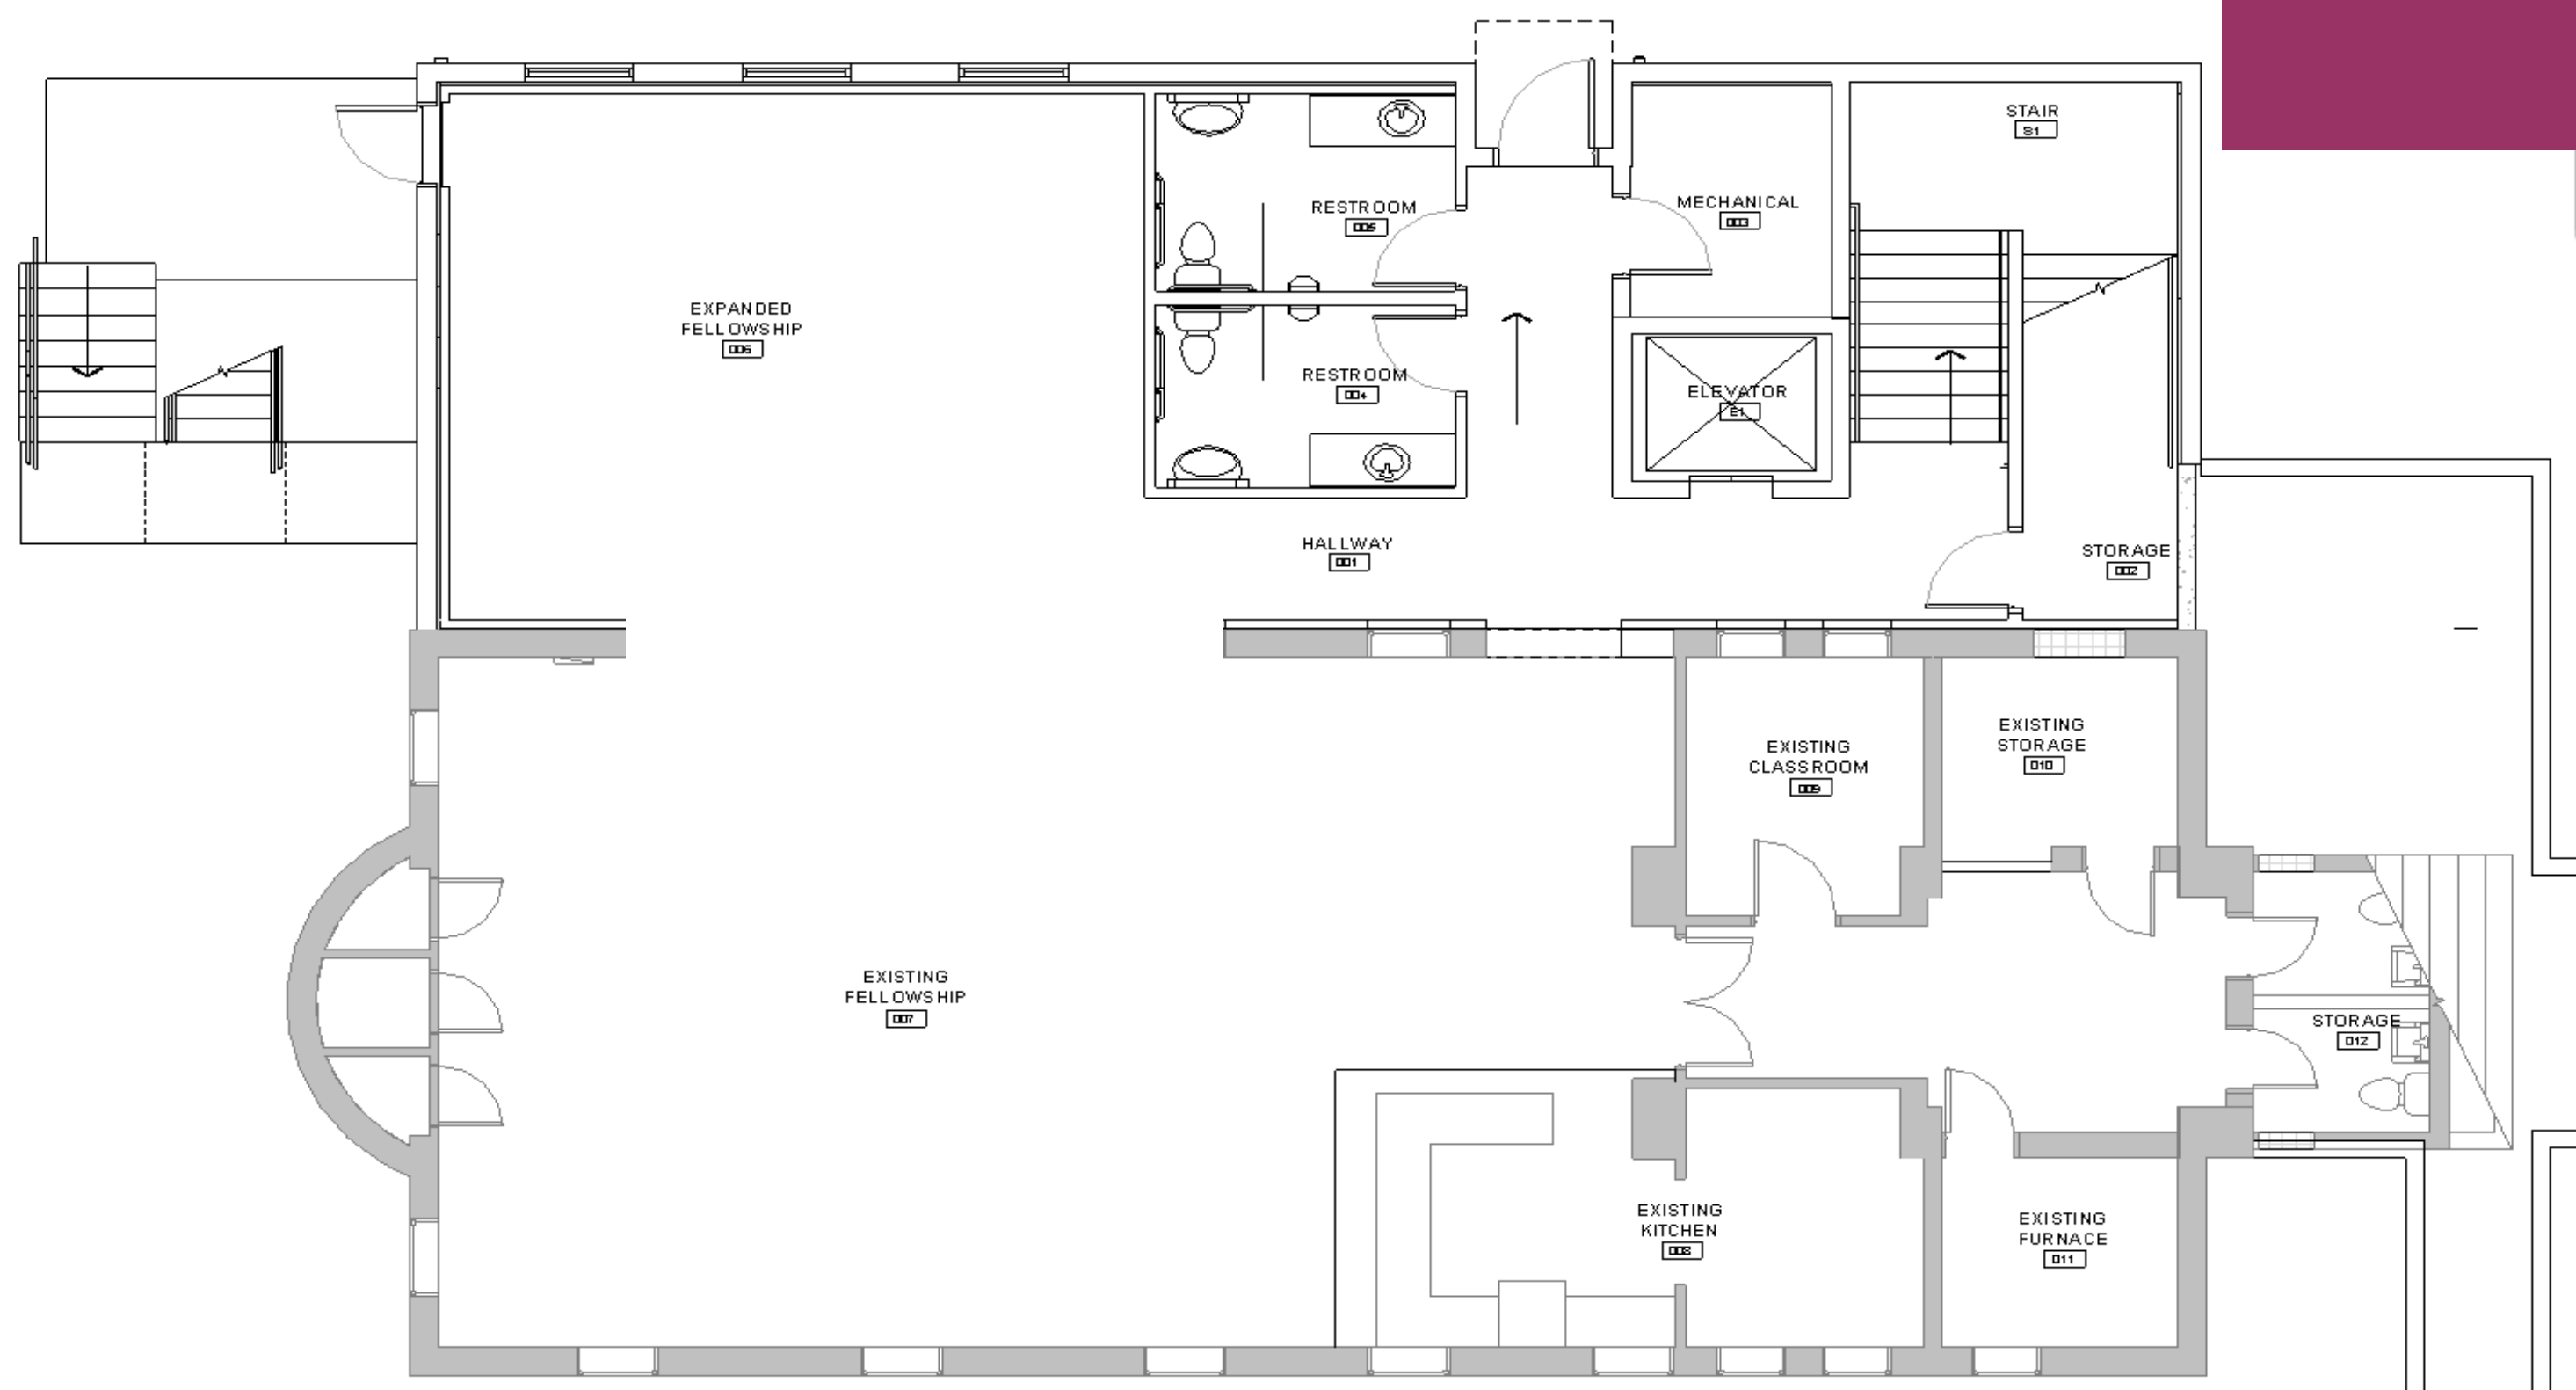 STAIR
S1
RESTROOM
005
MECHANICAL
003
EXPANDED
FELLOWSHIP
006
RESTROOM
004
ELEVATOR
E1
HALLWAY
001
STORAGE
002
EXISTING
CLASSROOM
009
EXISTING
STORAGE
010
EXISTING
FELLOWSHIP
007
STORAGE
012
EXISTING
KITCHEN
008
EXISTING
FURNACE
011